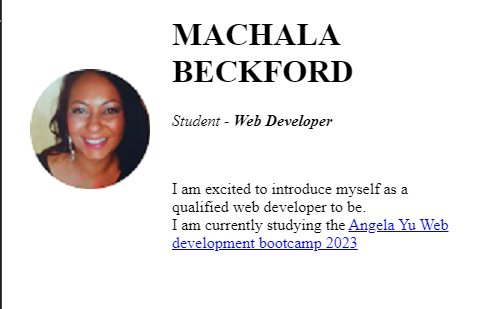 MACHALA
BECKFORD
Student - Web Developer
I am excited to introduce myself as a
qualified web developer to be.
I am currently studying the Angela Yu Web
development bootcamp 2023